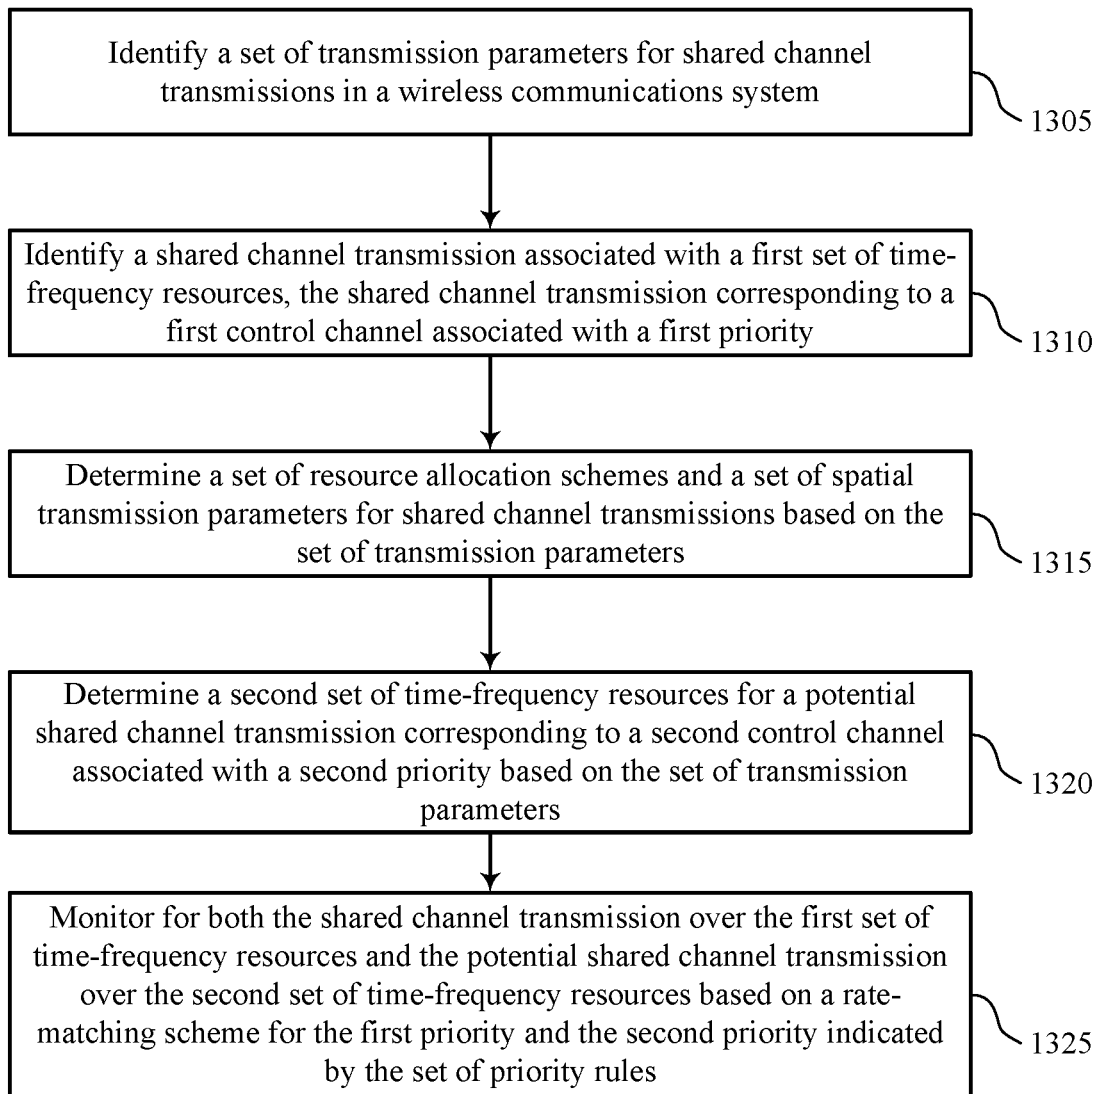 Identify a set of transmission parameters for shared channel
transmissions in a wireless communications system
1305
Identify a shared channel transmission associated with a first set of time-
frequency resources, the shared channel transmission corresponding to a
first control channel associated with a first priority
1310
Determine a set of resource allocation schemes and a set of spatial
transmission parameters for shared channel transmissions based on the
set of transmission parameters
1315
Determine a second set of time-frequency resources for a potential
shared channel transmission corresponding to a second control channel
associated with a second priority based on the set of transmission
parameters
1320
Monitor for both the shared channel transmission over the first set of
time-frequency resources and the potential shared channel transmission
over the second set of time-frequency resources based on a rate-
matching scheme for the first priority and the second priority indicated
by the set of priority rules
1325